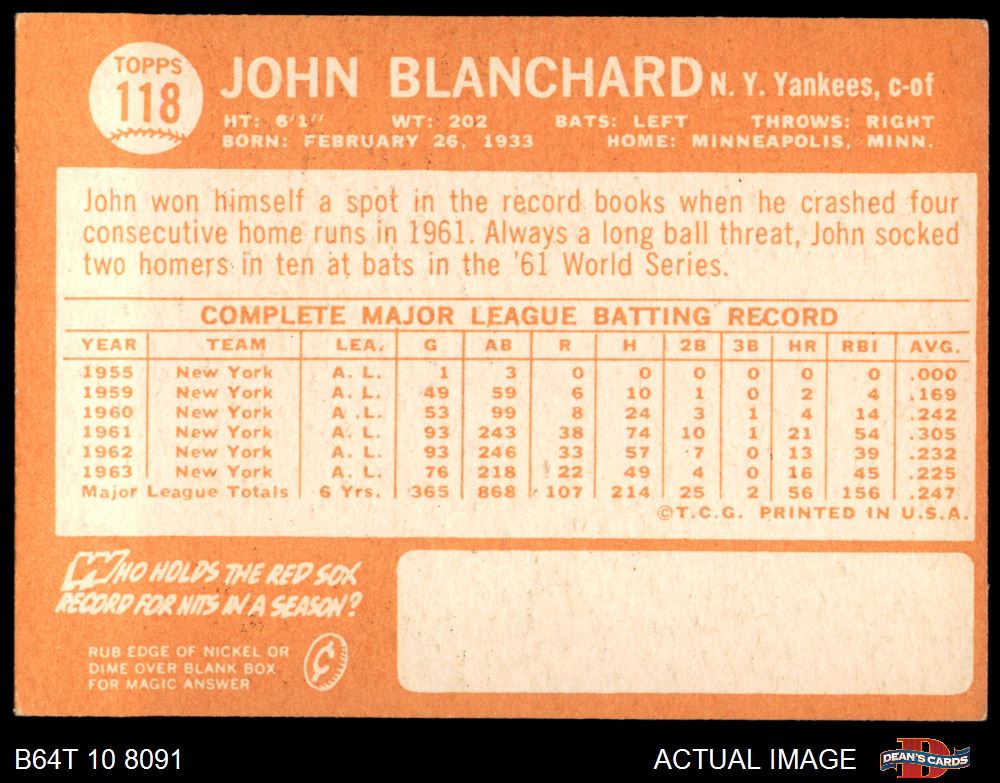 TOPPS
118
JOHN BLANCHARD N. Y. Yankees, c-of
HT: 6'1" WT: 202 BATS: LEFT THROWS: RIGHT
BORN: FEBRUARY 26, 1933 HOME: MINNEAPOLIS, MINN.
John won himself a spot in the record books when he crashed four
consecutive home runs in 1961. Always a long ball threat, John socked
two homers in ten at bats in the '61 World Series.
COMPLETE MAJOR LEAGUE BATTING RECORD
YEAR TEAM LEA. G AB R H 2B 3B HR RBI AVG.
1955 New York A. L. 1 3 0 0 0 0 0 0 .000
1959 New York A. L. 49 59 6 10 1 0 2 4 .169
1960 New York A. L. 53 99 8 24 3 1 4 14 .242
1961 New York A. L. 93 243 38 74 10 1 21 54 .305
1962 New York A. L. 93 246 33 57 7 0 13 39 .232
1963 New York A. L. 76 218 22 49 4 0 16 45 .225
Major League Totals 6 Yrs. 365 868 107 214 25 2 56 156 .247
©T.C.G. PRINTED IN U.S.A.
WHO HOLDS THE RED SOX
RECORD FOR HITS IN A SEASON?
RUB EDGE OF NICKEL OR
DIME OVER BLANK BOX
FOR MAGIC ANSWER
¢
B64T 10 8091 ACTUAL IMAGE DEAN'S CARDS